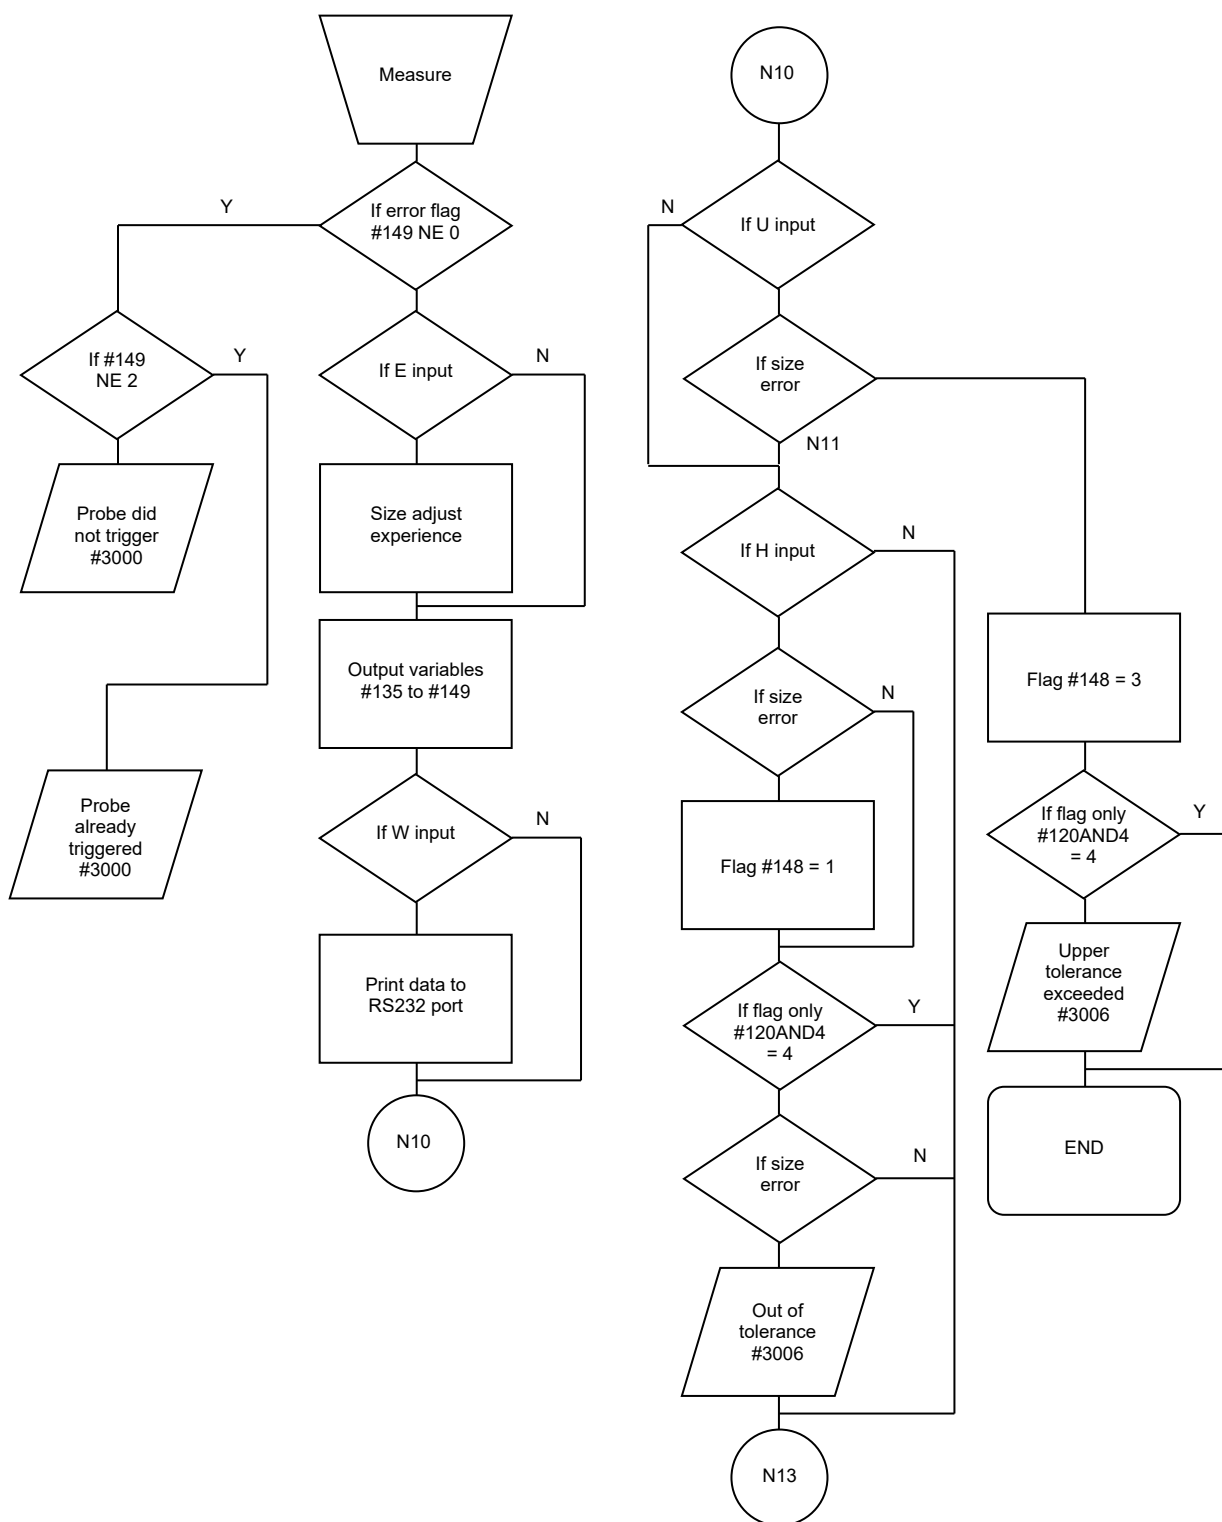 Measure
Y
If error flag
#149 NE 0
If #149
NE 2
Y
If E input
N
Probe did
not trigger
#3000
Size adjust
experience
Output variables
#135 to #149
Probe
already
triggered
#3000
If W input
N
Print data to
RS232 port
N10
N10
N
If U input
If size
error
N11
If H input
N
If size
error
N
Flag #148 = 1
If flag only
#120AND4
= 4
Y
If size
error
N
Out of
tolerance
#3006
N13
Flag #148 = 3
If flag only
#120AND4
= 4
Y
Upper
tolerance
exceeded
#3006
END